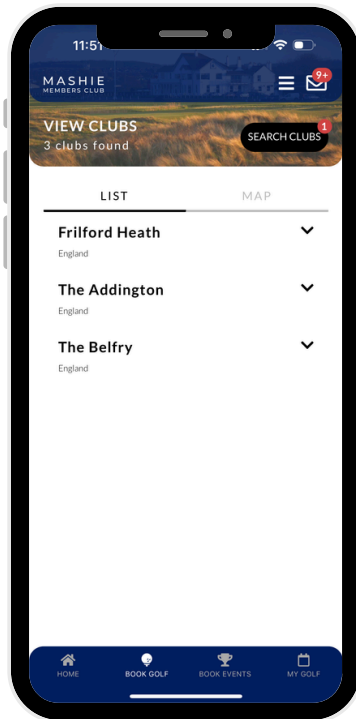 11:51
9+
MASHIE
MEMBERS CLUB
VIEW CLUBS
3 clubs found
SEARCH CLUBS
1
LIST
MAP
Frilford Heath
England
The Addington
England
The Belfry
England
HOME
BOOK GOLF
BOOK EVENTS
MY GOLF